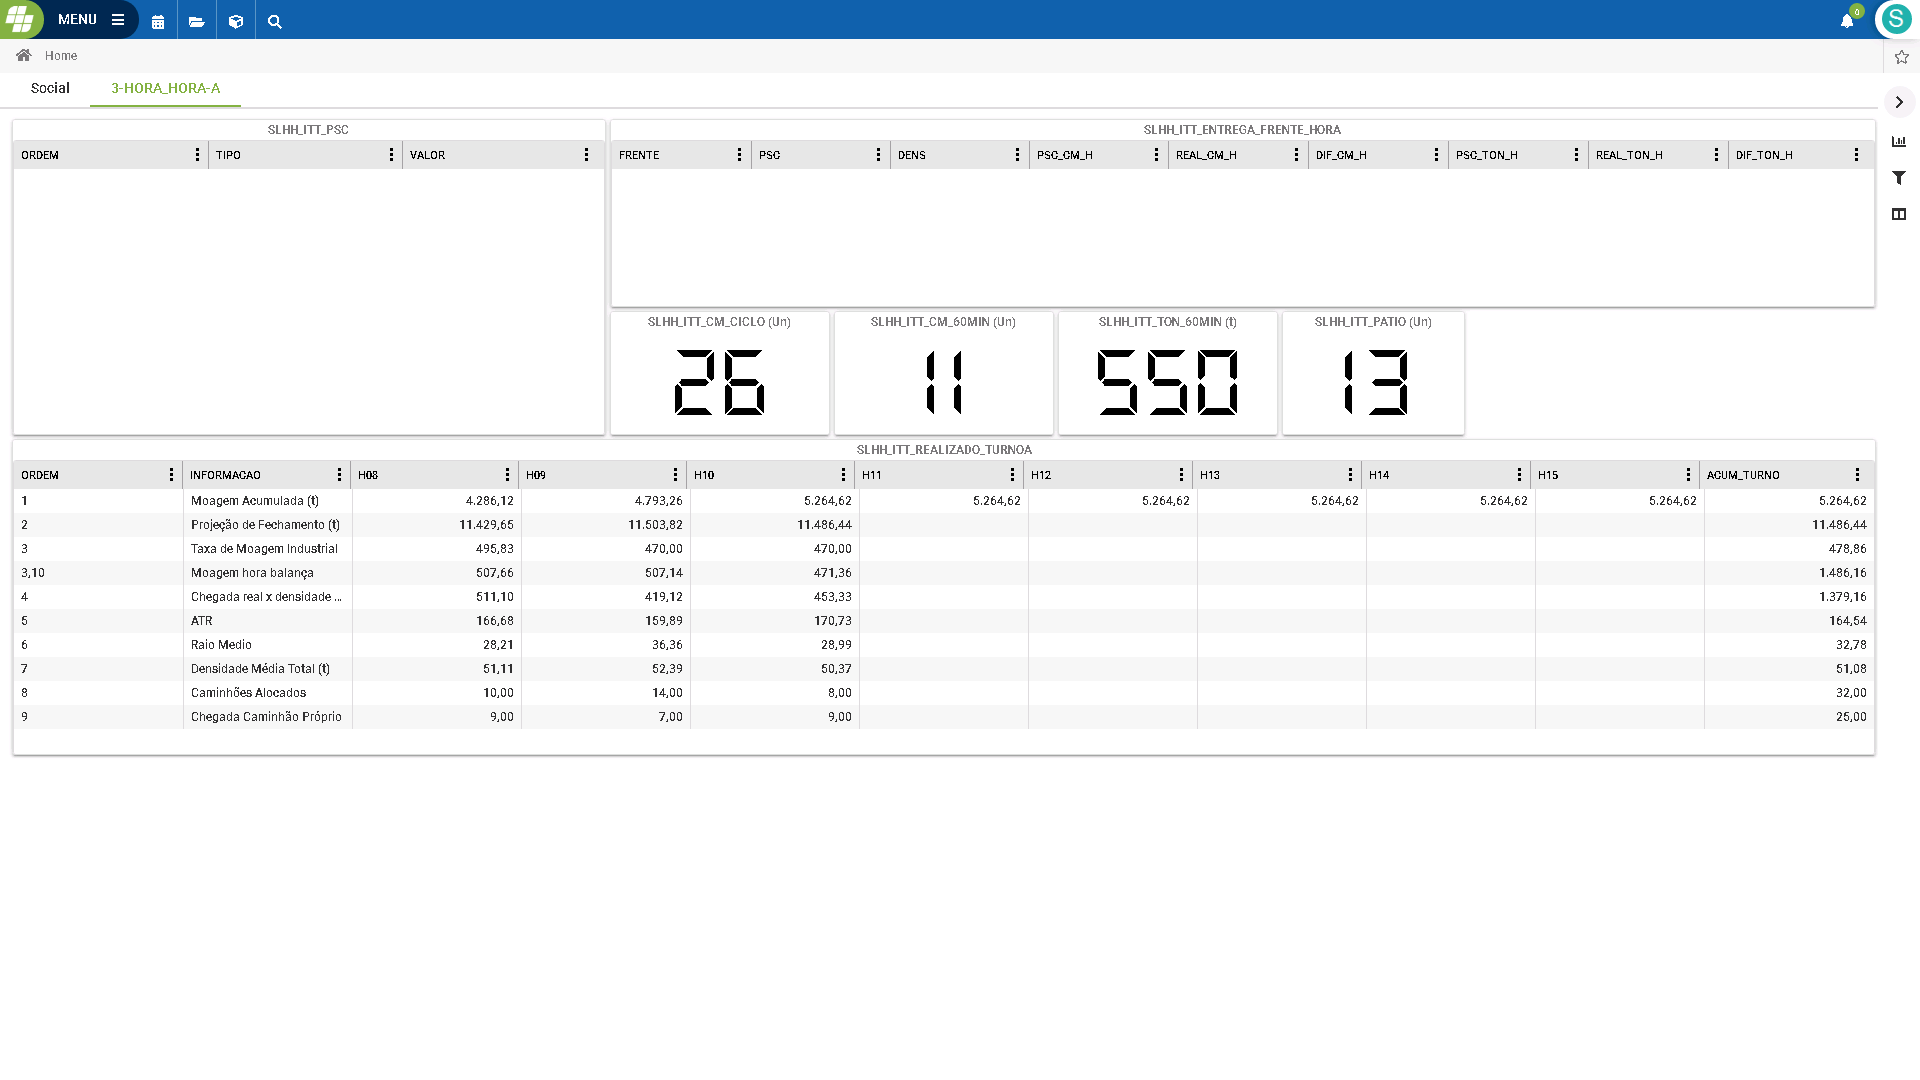 MENU
0
S
Home
Social 3-HORA_HORA-A
SLHH_ITT_PSC
ORDEM TIPO VALOR
SLHH_ITT_ENTREGA_FRENTE_HORA
FRENTE PSC DENS PSC_CM_H REAL_CM_H DIF_CM_H PSC_TON_H REAL_TON_H DIF_TON_H
SLHH_ITT_CM_CICLO (Un)
26
SLHH_ITT_CM_60MIN (Un)
11
SLHH_ITT_TON_60MIN (t)
550
SLHH_ITT_PATIO (Un)
13
SLHH_ITT_REALIZADO_TURNOA
ORDEM INFORMACAO H08 H09 H10 H11 H12 H13 H14 H15 ACUM_TURNO
1 Moagem Acumulada (t) 4.286,12 4.793,26 5.264,62 5.264,62 5.264,62 5.264,62 5.264,62 5.264,62 5.264,62
2 Projeção de Fechamento (t) 11.429,65 11.503,82 11.486,44 11.486,44
3 Taxa de Moagem Industrial 495,83 470,00 470,00 478,86
3,10 Moagem hora balança 507,66 507,14 471,36 1.486,16
4 Chegada real x densidade ... 511,10 419,12 453,33 1.379,16
5 ATR 166,68 159,89 170,73 164,54
6 Raio Medio 28,21 36,36 28,99 32,78
7 Densidade Média Total (t) 51,11 52,39 50,37 51,08
8 Caminhões Alocados 10,00 14,00 8,00 32,00
9 Chegada Caminhão Próprio 9,00 7,00 9,00 25,00